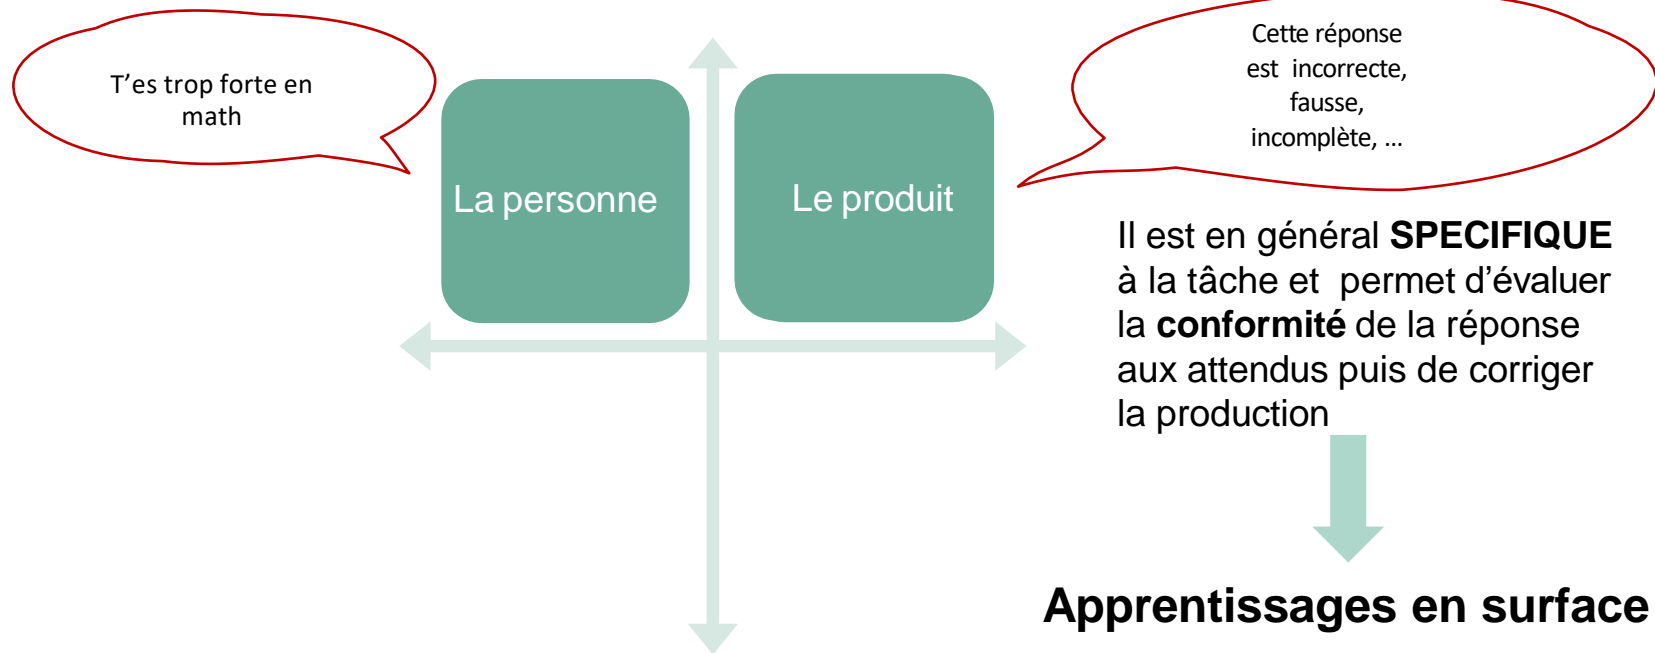 T’es trop forte en
math
Cette réponse
est incorrecte,
fausse,
incomplète, ...
La personne
Le produit
Il est en général SPECIFIQUE
à la tâche et permet d’évaluer
la conformité de la réponse
aux attendus puis de corriger
la production
Apprentissages en surface